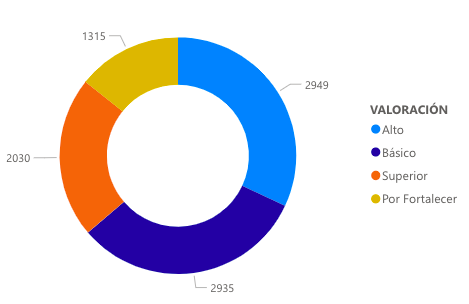 1315
2949
2030
2935
VALORACIÓN
Alto
Básico
Superior
Por Fortalecer